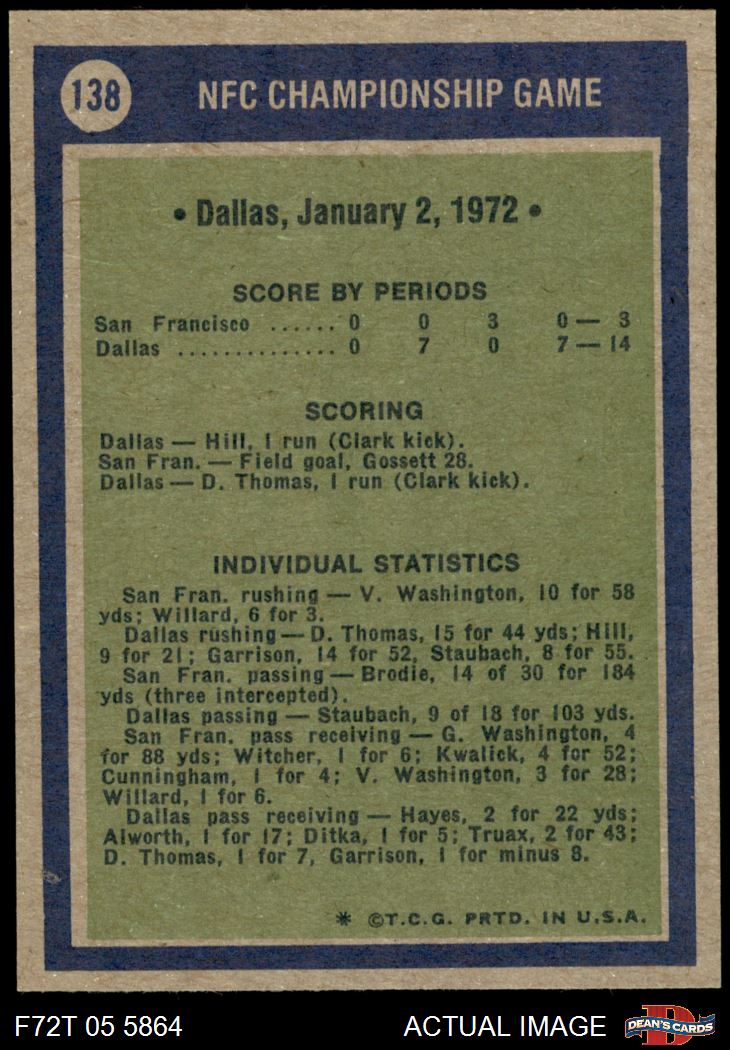 138
NFC CHAMPIONSHIP GAME
• Dallas, January 2, 1972 •
SCORE BY PERIODS
San Francisco ...... 0 0 3 0 — 3
Dallas .............. 0 7 0 7 — 14
SCORING
Dallas — Hill, 1 run (Clark kick).
San Fran. — Field goal, Gossett 28.
Dallas — D. Thomas, 1 run (Clark kick).
INDIVIDUAL STATISTICS
San Fran. rushing — V. Washington, 10 for 58
yds; Willard, 6 for 3.
Dallas rushing — D. Thomas, 15 for 44 yds; Hill,
9 for 21; Garrison, 14 for 52, Staubach, 8 for 55.
San Fran. passing — Brodie, 14 of 30 for 184
yds (three intercepted).
Dallas passing — Staubach, 9 of 18 for 103 yds.
San Fran. pass receiving — G. Washington, 4
for 88 yds; Witcher, 1 for 6; Kwalick, 4 for 52;
Cunningham, 1 for 4; V. Washington, 3 for 28;
Willard, 1 for 6.
Dallas pass receiving — Hayes, 2 for 22 yds;
Alworth, 1 for 17; Ditka, 1 for 5; Truax, 2 for 43;
D. Thomas, 1 for 7, Garrison, 1 for minus 8.
* ©T.C.G. PRTD. IN U.S.A.
F72T 05 5864
ACTUAL IMAGE
D
DEAN'S CARDS